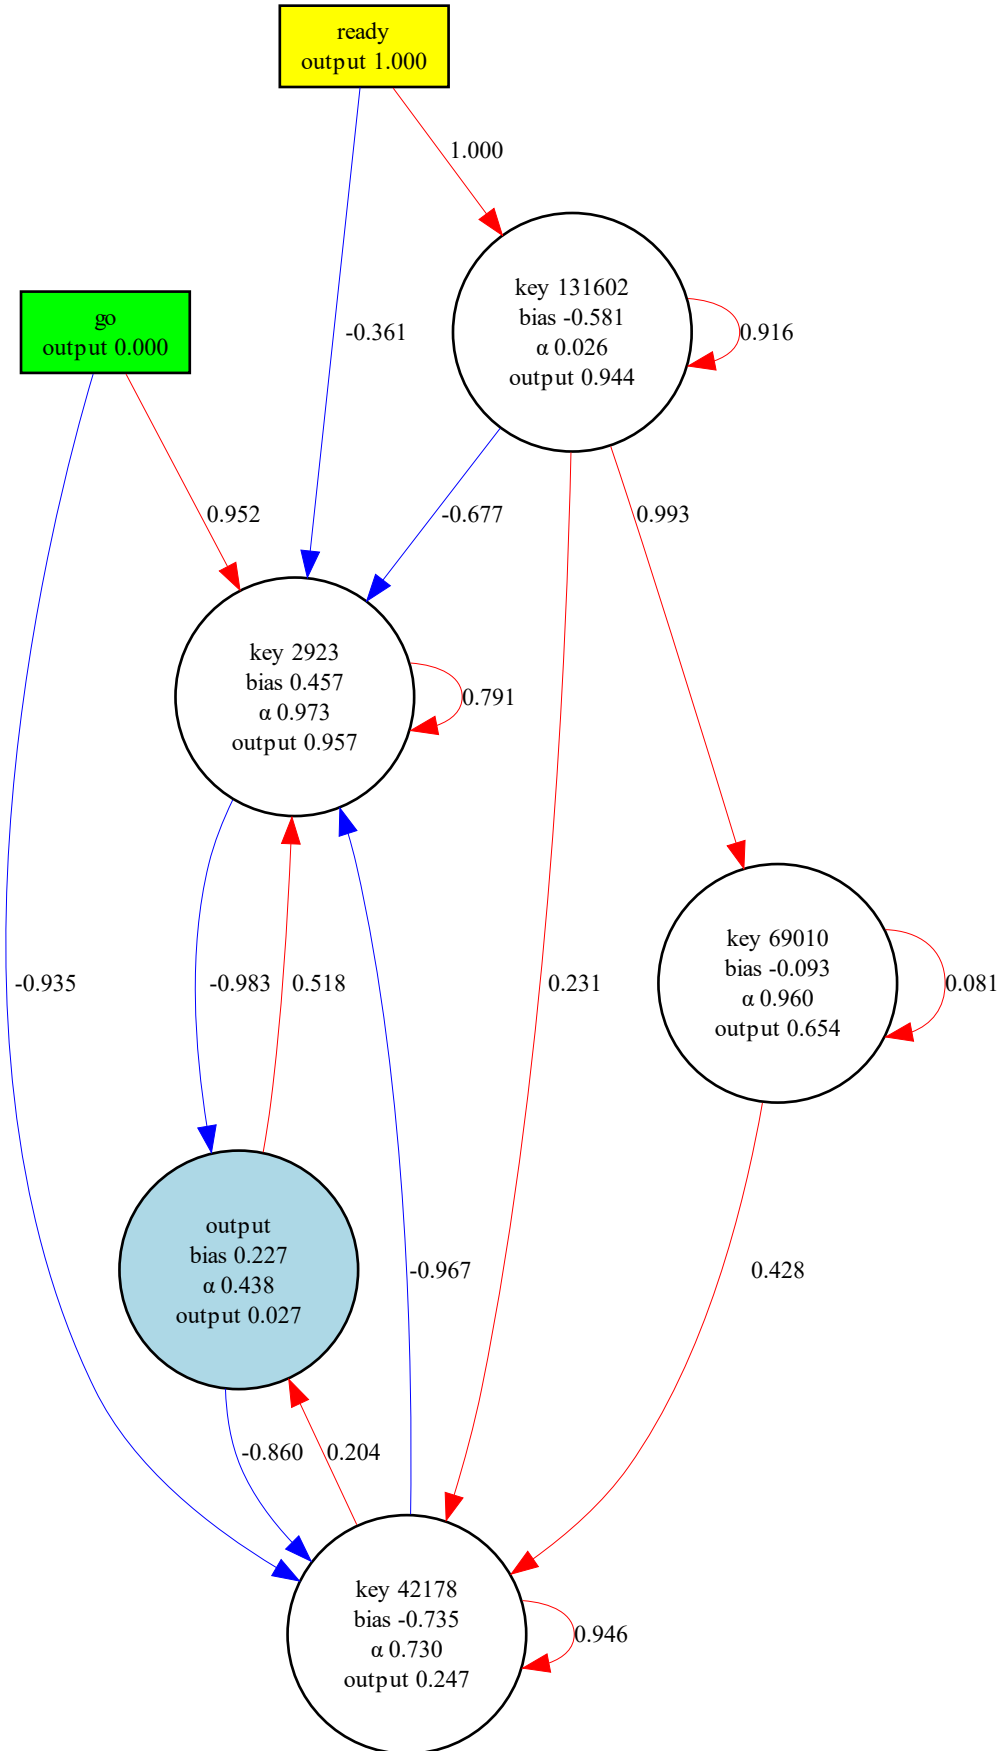 ready
output 1.000
1.000
key 131602
bias -0.581
α 0.026
output 0.944
0.916
-0.361
go
output 0.000
0.952
-0.677
0.993
key 2923
bias 0.457
α 0.973
output 0.957
0.791
key 69010
bias -0.093
α 0.960
output 0.654
0.081
-0.935
-0.983
0.518
0.231
output
bias 0.227
α 0.438
output 0.027
-0.967
0.428
-0.860
0.204
key 42178
bias -0.735
α 0.730
output 0.247
0.946